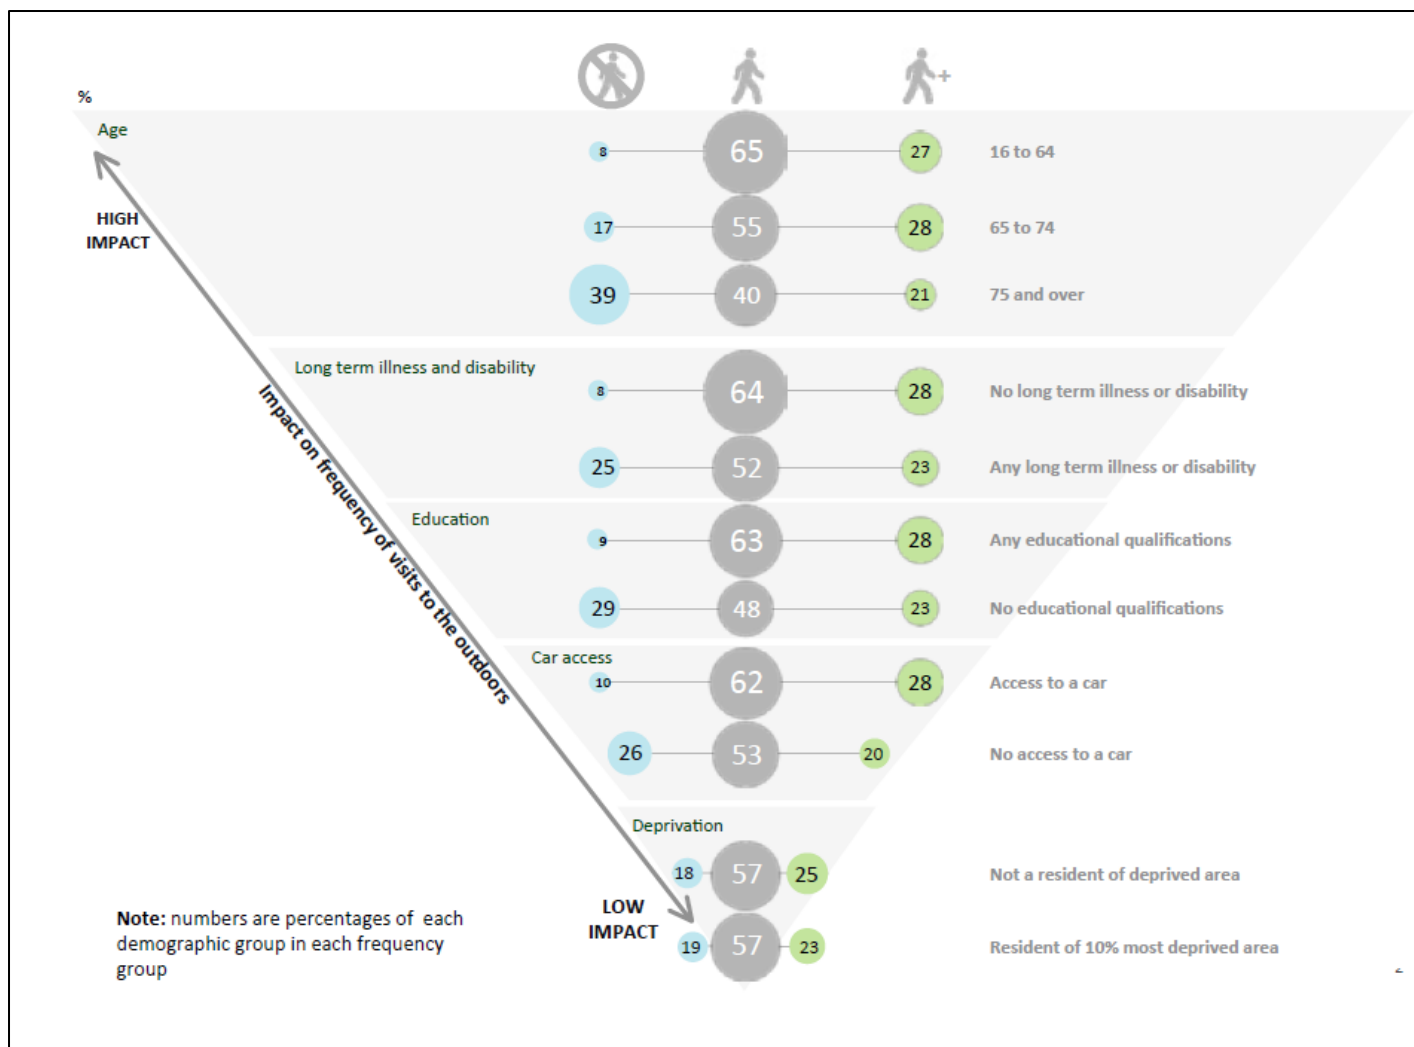 %
Age
8 65 27 16 to 64
HIGH
IMPACT
17 55 28 65 to 74
39 40 21 75 and over
Long term illness and disability
8 64 28 No long term illness or disability
25 52 23 Any long term illness or disability
Impact on frequency of visits to the outdoors
Education
9 63 28 Any educational qualifications
29 48 23 No educational qualifications
Car access
10 62 28 Access to a car
26 53 20 No access to a car
Deprivation
18 57 25 Not a resident of deprived area
LOW
IMPACT
19 57 23 Resident of 10% most deprived area
Note: numbers are percentages of each
demographic group in each frequency
group